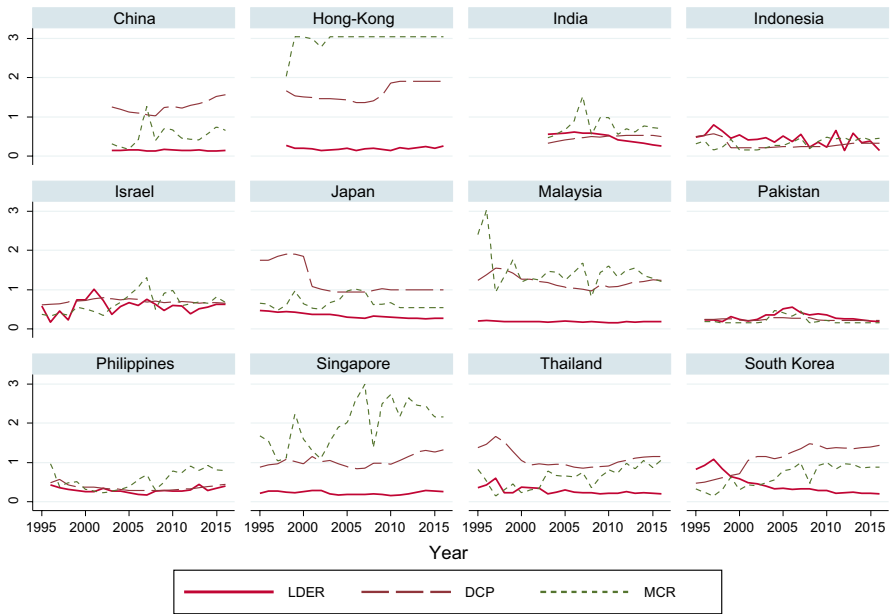 China Hong-Kong India Indonesia
3
2
1
0
Israel Japan Malaysia Pakistan
3
2
1
0
Philippines Singapore Thailand South Korea
3
2
1
0
1995 2000 2005 2010 2015 1995 2000 2005 2010 2015 1995 2000 2005 2010 2015 1995 2000 2005 2010 2015
Year
LDER DCP MCR